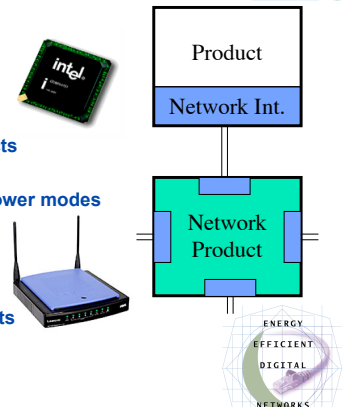 Product
intel
i
Network Int.
ts
ower modes
Network
Product
ts
ENERGY
EFFICIENT
DIGITAL
NETWORKS